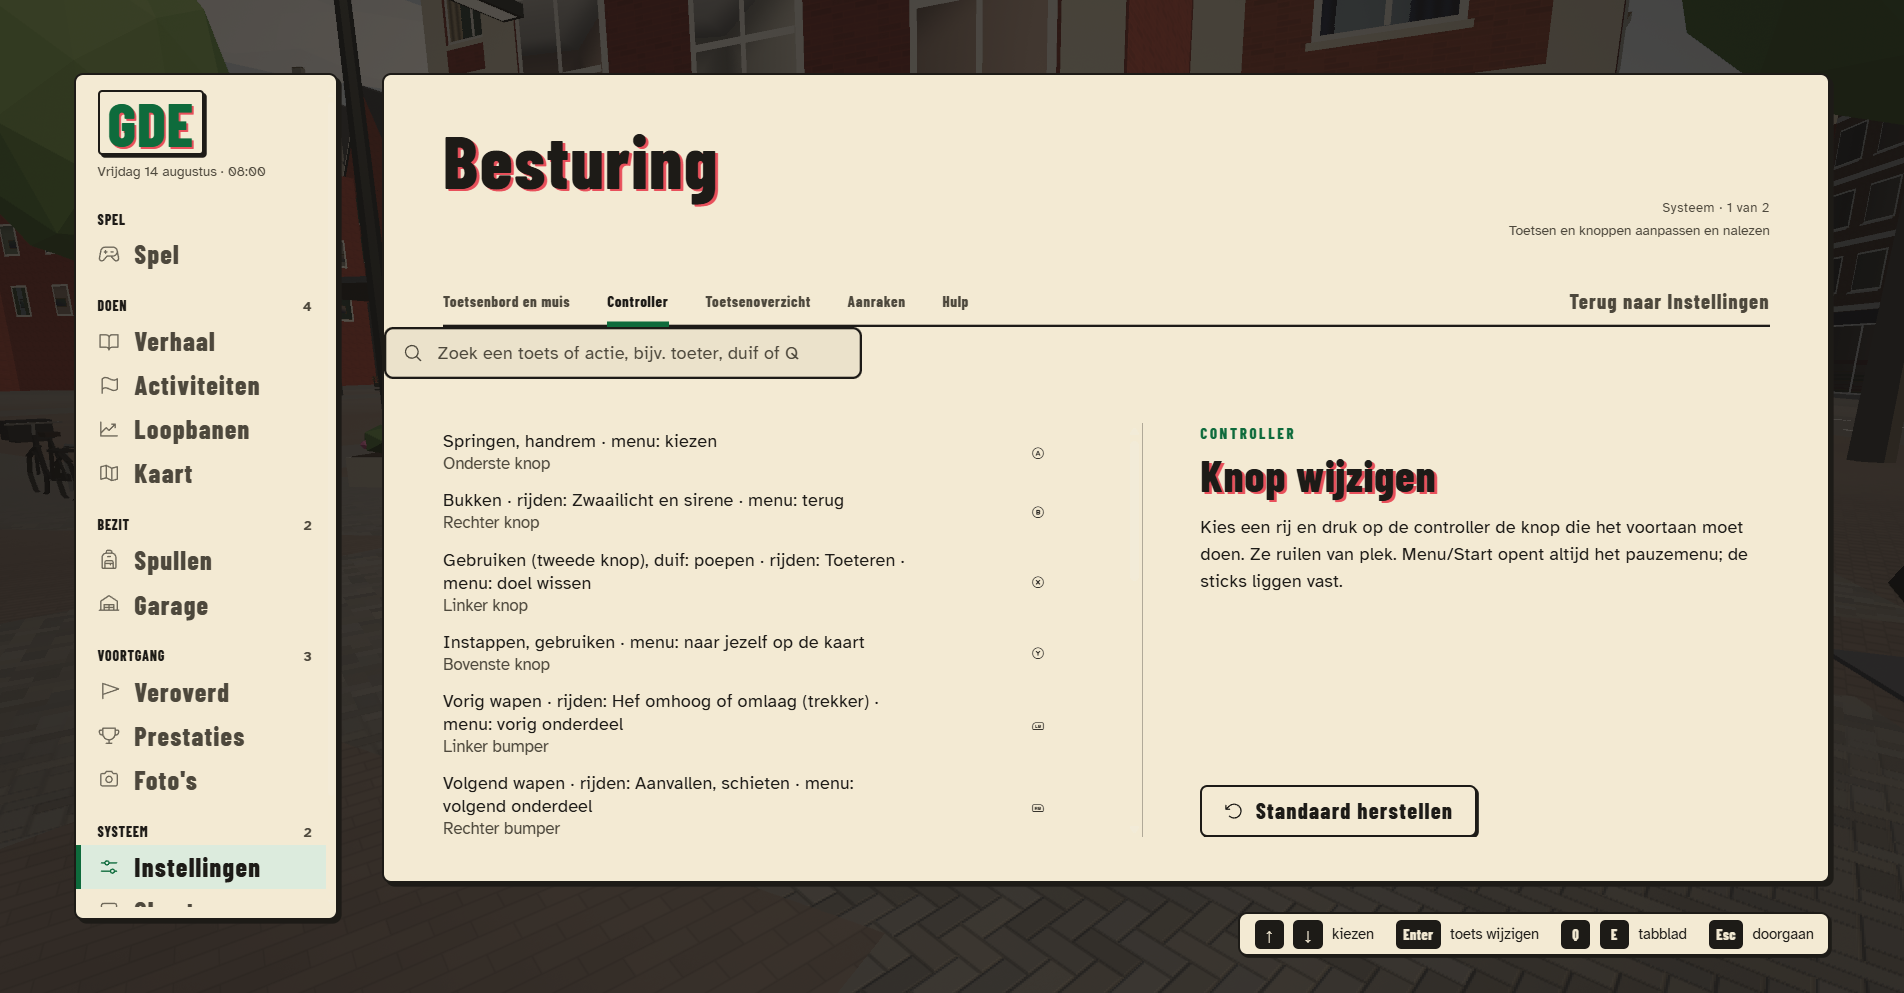 GDE
Vrijdag 14 augustus · 08:00
SPEL
Spel
DOEN 4
Verhaal
Activiteiten
Loopbanen
Kaart
BEZIT 2
Spullen
Garage
VOORTGANG 3
Veroverd
Prestaties
Foto's
SYSTEEM 2
Instellingen
Besturing
Systeem · 1 van 2
Toetsen en knoppen aanpassen en nalezen
Toetsenbord en muis Controller Toetsenoverzicht Aanraken Hulp Terug naar Instellingen
Zoek een toets of actie, bijv. toeter, duif of Q
Springen, handrem · menu: kiezen
Onderste knop
A
Bukken · rijden: Zwaailicht en sirene · menu: terug
Rechter knop
B
Gebruiken (tweede knop), duif: poepen · rijden: Toeteren ·
menu: doel wissen
Linker knop
X
Instappen, gebruiken · menu: naar jezelf op de kaart
Bovenste knop
Y
Vorig wapen · rijden: Hef omhoog of omlaag (trekker) ·
menu: vorig onderdeel
Linker bumper
LB
Volgend wapen · rijden: Aanvallen, schieten · menu:
volgend onderdeel
Rechter bumper
RB
CONTROLLER
Knop wijzigen
Kies een rij en druk op de controller de knop die het voortaan moet
doen. Ze ruilen van plek. Menu/Start opent altijd het pauzemenu; de
sticks liggen vast.
Standaard herstellen
↑ ↓ kiezen Enter toets wijzigen Q E tabblad Esc doorgaan